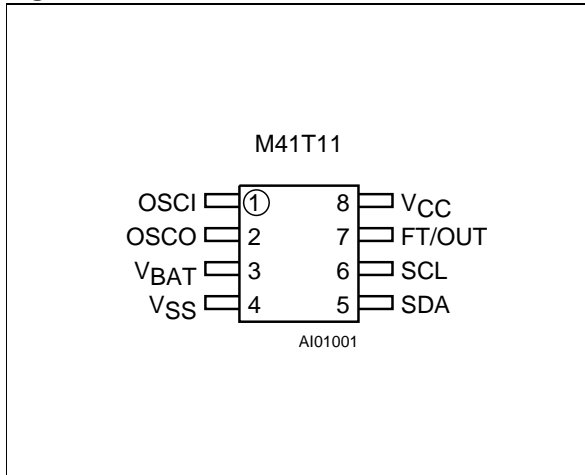 M41T11
OSCI 1 8 VCC
OSCO 2 7 FT/OUT
VBAT 3 6 SCL
VSS 4 5 SDA
AI01001